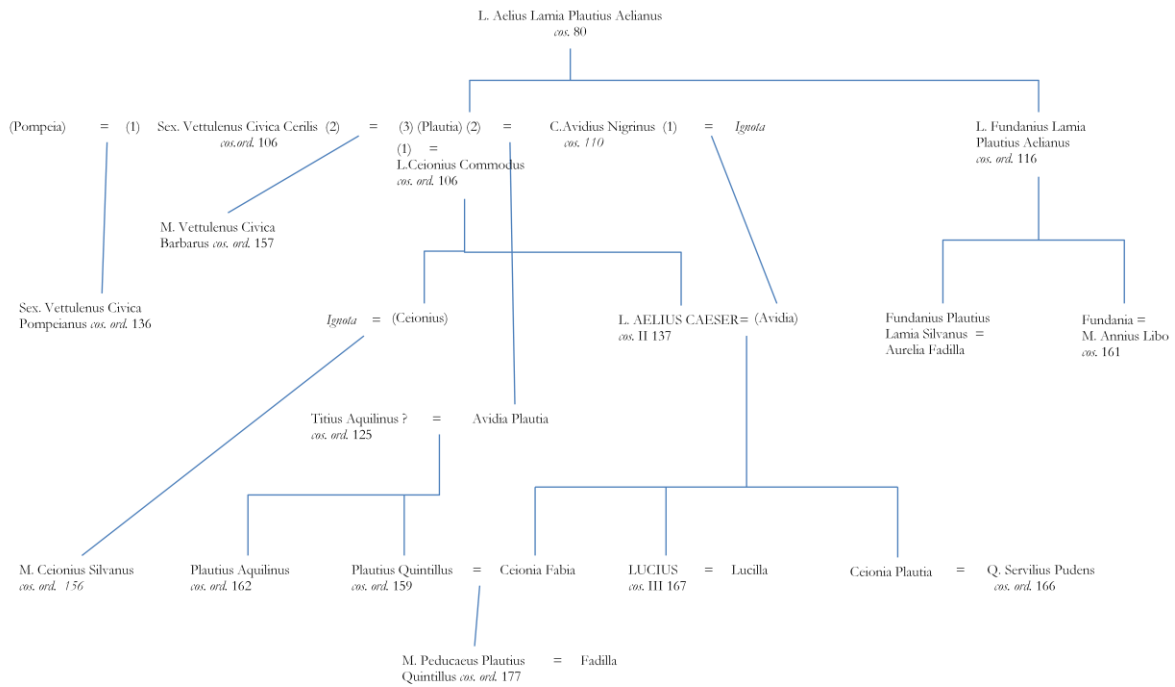 L. Aelius Lamia Plautius Aelianus
cos. 80
(Pompeia) = (1) Sex. Vettulenus Civica Cerilis (2) = (3) (Plautia) (2) = C.Avidius Nigrinus (1) = Ignota
cos.ord. 106
(1) =
L.Ceionius Commodus
cos. ord. 106
cos. 110
L. Fundanius Lamia
Plautius Aelianus
cos. ord. 116
M. Vettulenus Civica
Barbarus cos. ord. 157
Sex. Vettulenus Civica
Pompeianus cos. ord. 136
Ignota = (Ceionius)
L. AELIUS CAESER= (Avidia)
cos. II 137
Fundanius Plautius
Lamia Silvanus =
Aurelia Fadilla
Fundania =
M. Annius Libo
cos. 161
Titius Aquilinus ? = Avidia Plautia
cos. ord. 125
M. Ceionius Silvanus
cos. ord. 156
Plautius Aquilinus
cos. ord. 162
Plautius Quintillus = Ceionia Fabia
cos. ord. 159
LUCIUS = Lucilla
cos. III 167
Ceionia Plautia = Q. Servilius Pudens
cos. ord. 166
M. Peducaeus Plautius = Fadilla
Quintillus cos. ord. 177